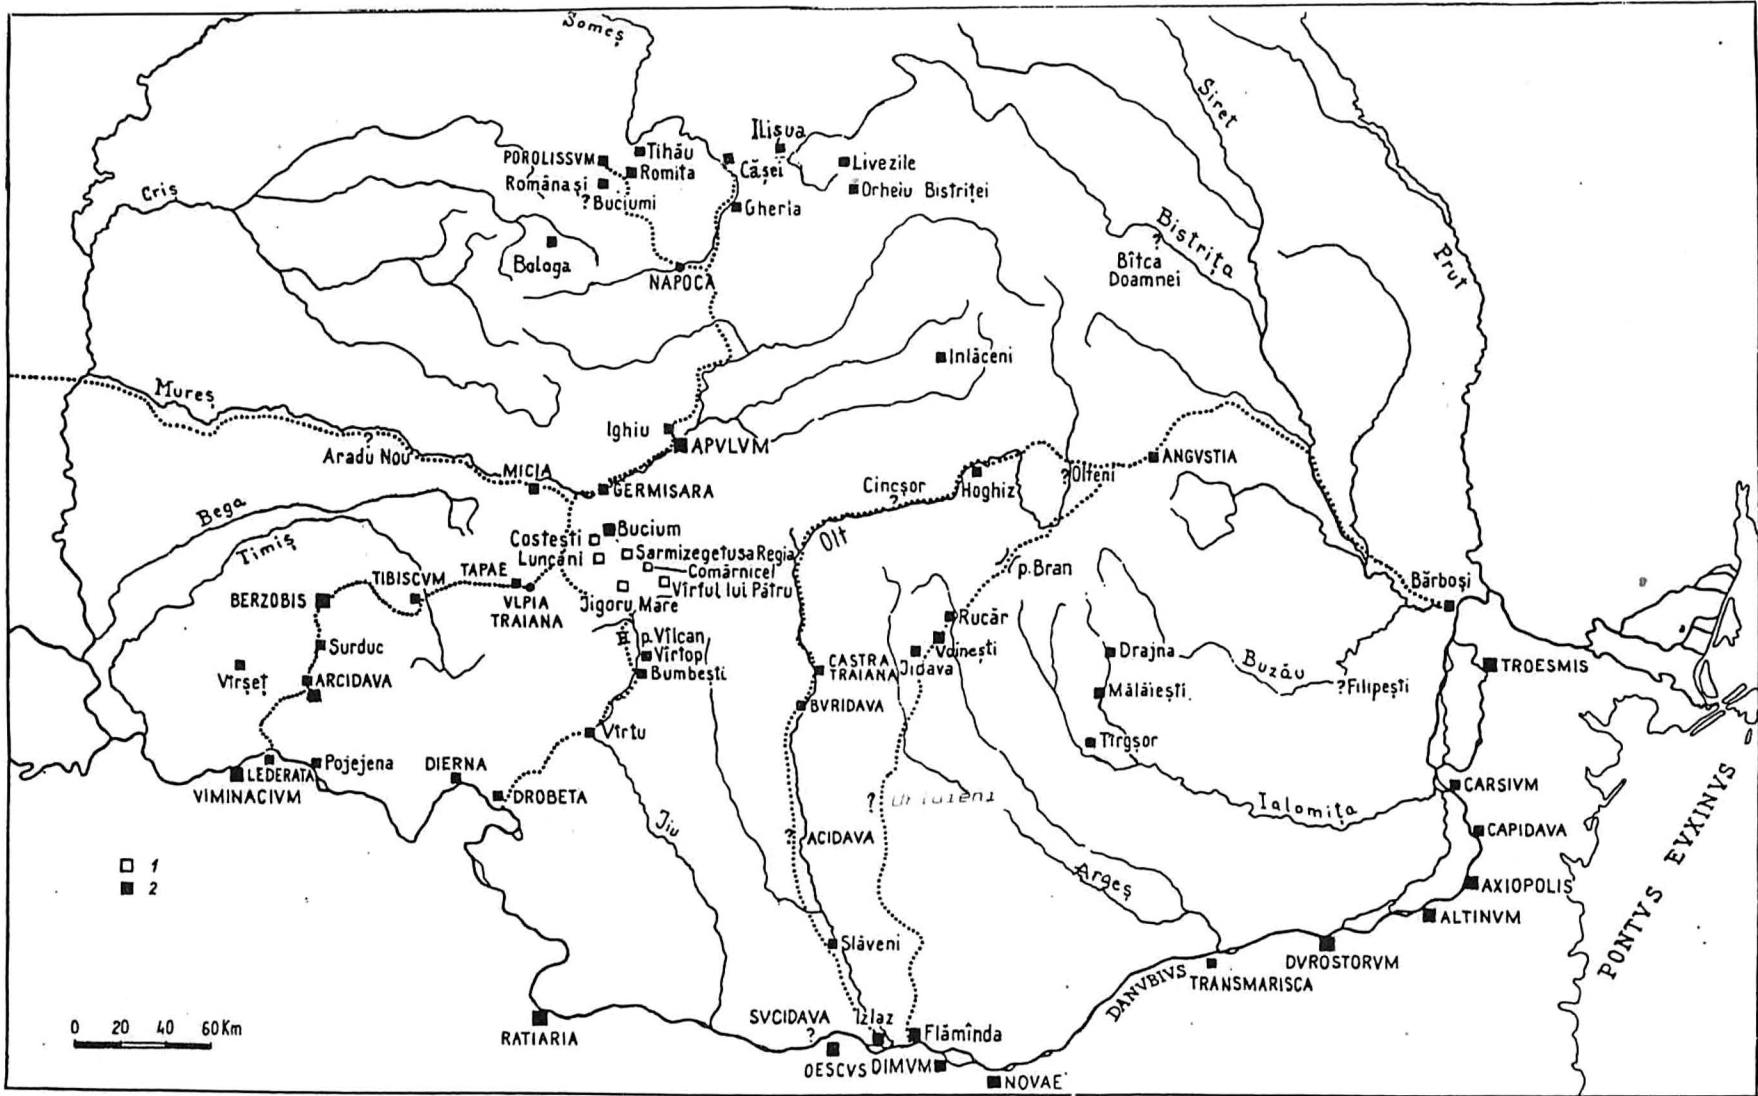 Someș
Siret
Ilișua
POROLISSVM
Tihău
Romita
Cășei
Livezile
Românași
Orheiu Bistriței
Criș
?Buciumi
Gherla
Bistrița
?
Bîtca
Doamnei
Prut
Bologa
NAPOCA
Inlăceni
Mureș
Ighiu
APVLVM
?
Aradu Nou
MICIA
GERMISARA
Cincșor
?
Hoghiz
?Olteni
ANGVSTIA
Bega
Timiș
Costești
Bucium
Luncani
Sarmizegetusa Regia
Comărnicel
Vîrful lui Pătru
Jigoru Mare
Olt
p. Bran
Bărboși
TIBISCVM
TAPAE
BERZOBIS
VLPIA
TRAIANA
Rucăr
p. Vîlcan
Vîrtop
Bumbești
Surduc
Vîrșeț
ARCIDAVA
CASTRA
TRAIANA
Jidava
Voinești
Drajna
Buzău
TROESMIS
?Filipești
BVRIDAVA
Mălăiești
Vîrtu
Tîrgșor
LEDERATA
VIMINACIVM
Pojejena
DIERNA
DROBETA
CARSIVM
? Urluieni
Ialomița
Jiu
?
ACIDAVA
CAPIDAVA
PONTVS EVXINVS
1
2
Argeș
AXIOPOLIS
ALTINVM
Slăveni
DVROSTORVM
DANVBIVS
TRANSMARISCA
0 20 40 60 Km
RATIARIA
SVCIDAVA
?
Izlaz
Flămînda
OESCVS
DIMVM
NOVAE